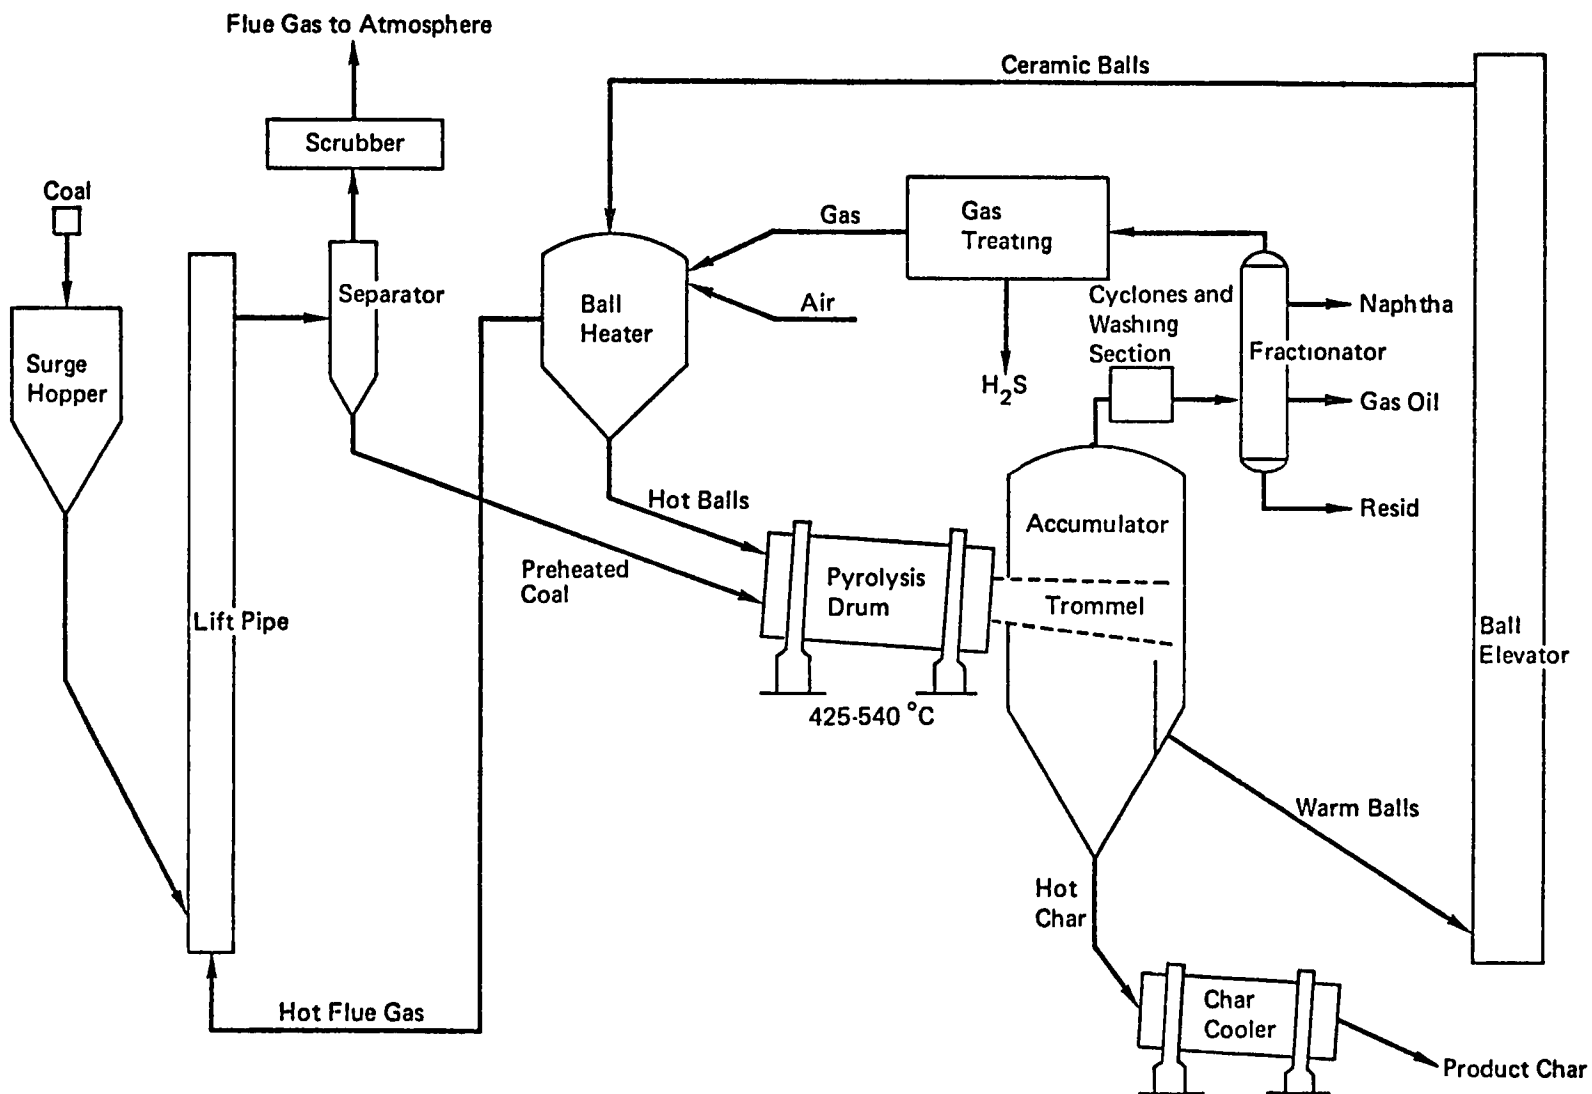 Flue Gas to Atmosphere
Ceramic Balls
Scrubber
Coal
Gas
Gas
Treating
Separator
Ball
Heater
Air
Cyclones and
Washing
Section
Naphtha
Surge
Hopper
Fractionator
H2S
Gas Oil
Hot Balls
Resid
Accumulator
Preheated
Coal
Pyrolysis
Drum
Trommel
Lift Pipe
Ball
Elevator
425-540 °C
Warm Balls
Hot
Char
Hot Flue Gas
Char
Cooler
Product Char